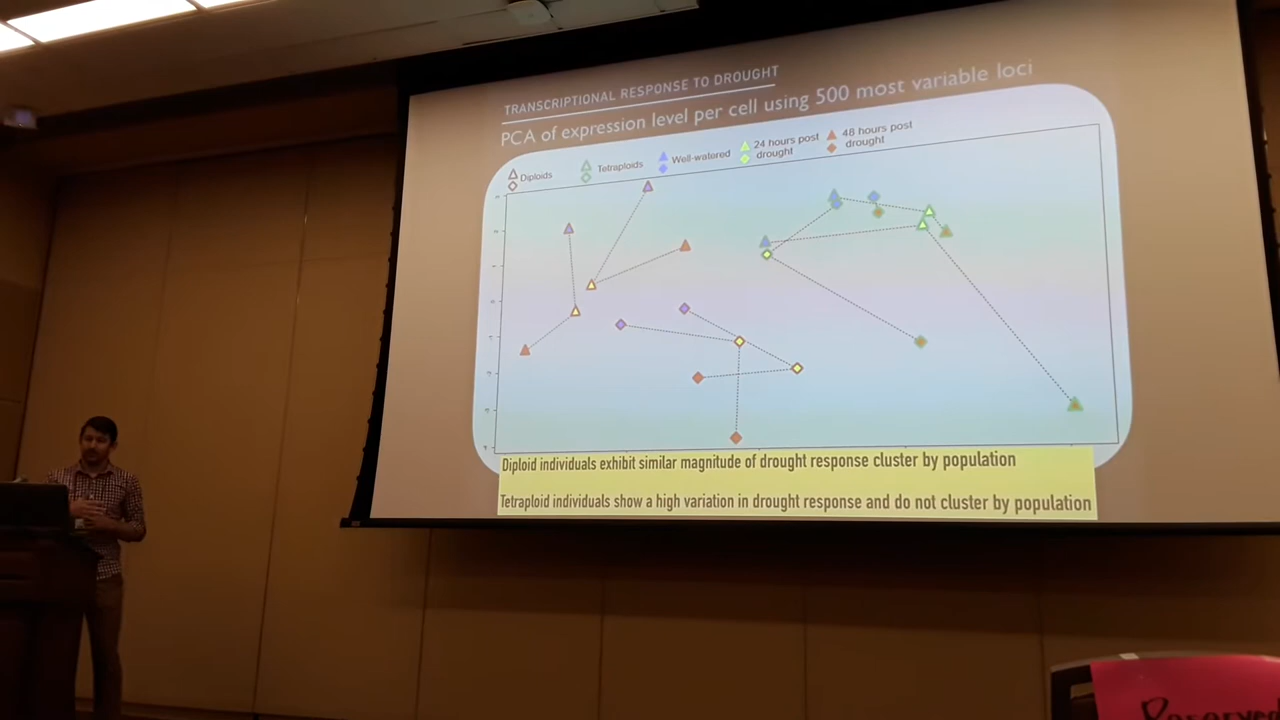 TRANSCRIPTIONAL RESPONSE TO DROUGHT
PCA of expression level per cell using 500 most variable loci
Diploids
Tetraploids
Well-watered
24 hours post
drought
48 hours post
drought
Diploid individuals exhibit similar magnitude of drought response cluster by population
Tetraploid individuals show a high variation in drought response and do not cluster by population